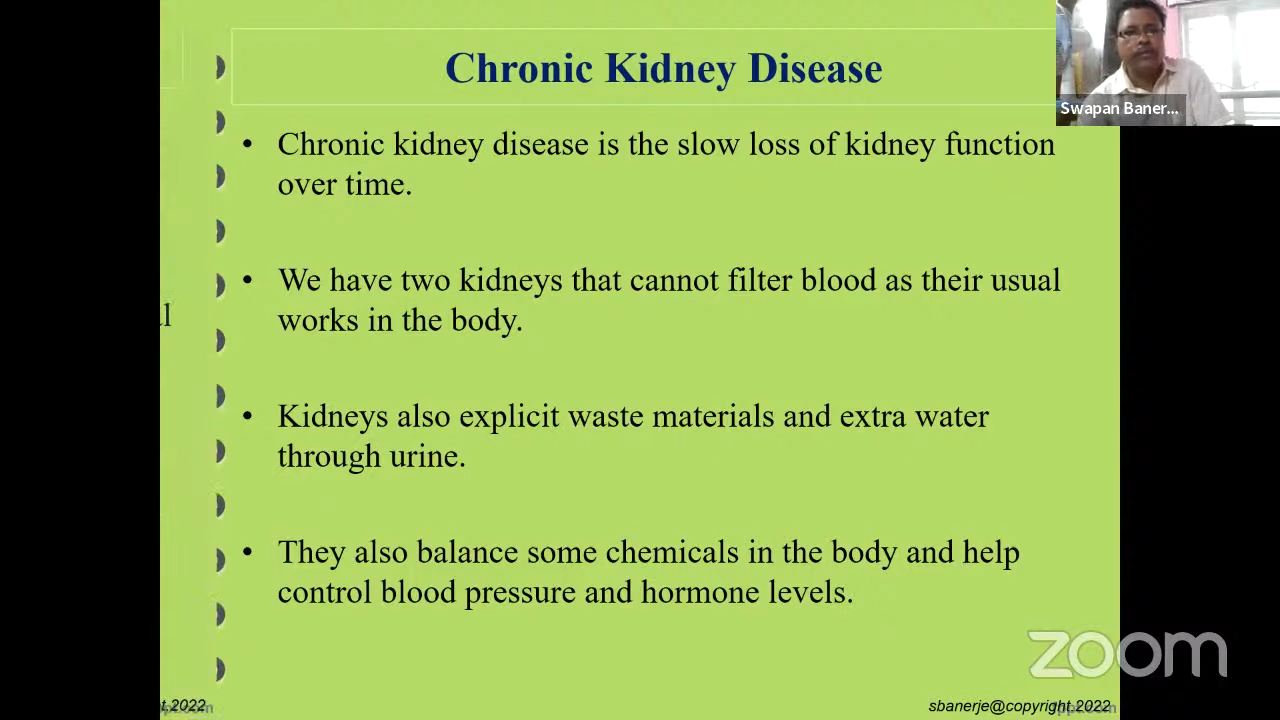 Chronic Kidney Disease
Swapan Baner...
• Chronic kidney disease is the slow loss of kidney function
over time.
• We have two kidneys that cannot filter blood as their usual
works in the body.
• Kidneys also explicit waste materials and extra water
through urine.
• They also balance some chemicals in the body and help
control blood pressure and hormone levels.
zoom
t 2022
sbanerje@copyright 2022